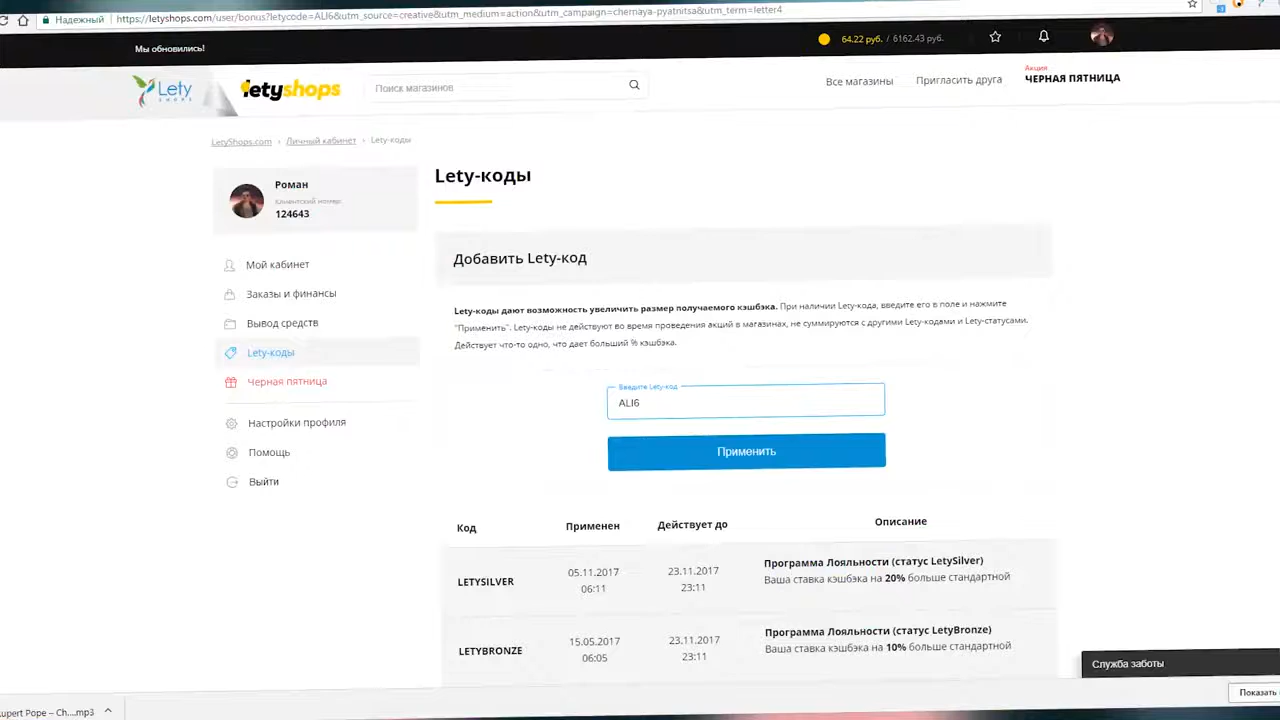 Надежный
https://letyshops.com/user/bonus?letycode=ALI6&utm_source=creative&utm_medium=action&utm_campaign=chernaya-pyatnitsa&utm_term=letter4
Мы обновились!
64.22 руб. / 6162.43 руб.
Lety
SHOPS
letyshops
Поиск магазинов
Все магазины
Пригласить друга
Акция
ЧЕРНАЯ ПЯТНИЦА
LetyShops.com › Личный кабинет › Lety-коды
Роман
Клиентский номер:
124643
Мой кабинет
Заказы и финансы
Вывод средств
Lety-коды
Черная пятница
Настройки профиля
Помощь
Выйти
Lety-коды
Добавить Lety-код
Lety-коды дают возможность увеличить размер получаемого кэшбэка. При наличии Lety-кода, введите его в поле и нажмите
"Применить". Lety-коды не действуют во время проведения акций в магазинах, не суммируются с другими Lety-кодами и Lety-статусами.
Действует что-то одно, что дает больший % кэшбэка.
Введите Lety-код
ALI6
Применить
Код Применен Действует до Описание
LETYSILVER
05.11.2017
06:11
23.11.2017
23:11
Программа Лояльности (статус LetySilver)
Ваша ставка кэшбэка на 20% больше стандартной
LETYBRONZE
15.05.2017
06:05
23.11.2017
23:11
Программа Лояльности (статус LetyBronze)
Ваша ставка кэшбэка на 10% больше стандартной
Служба заботы
Показать
upert Pope – Ch....mp3